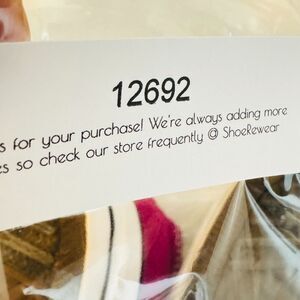 12692
s for your purchase! We're always adding more
es so check our store frequently @ ShoeRewear